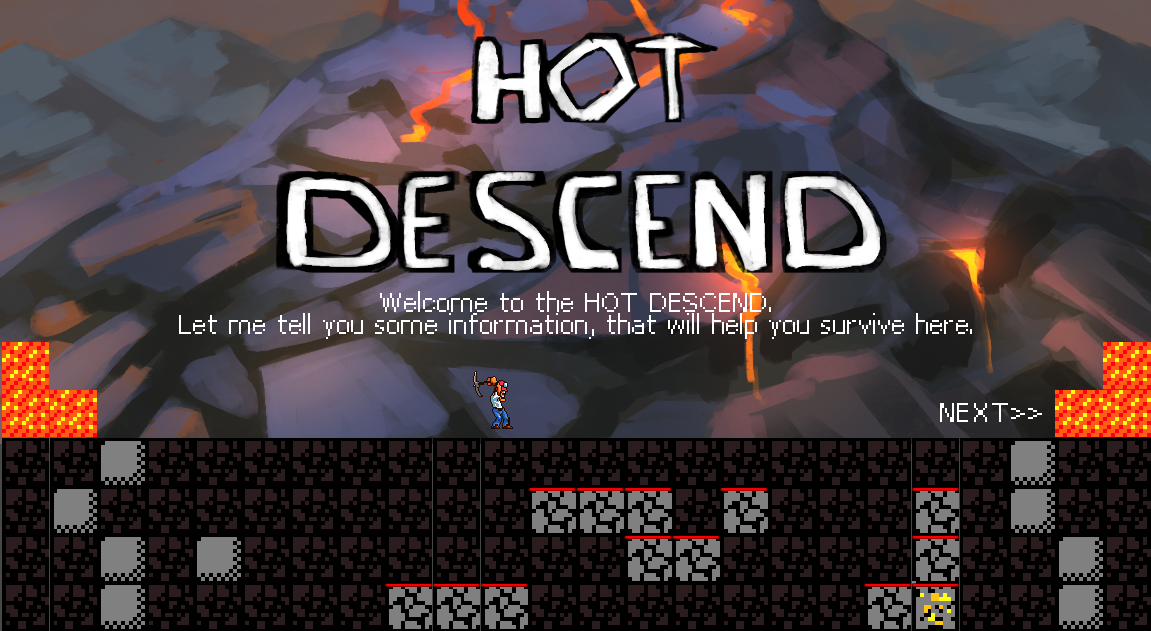 HOT
DESCEND
Welcome to the HOT DESCEND.
Let me tell you some information, that will help you survive here.
NEXT>>